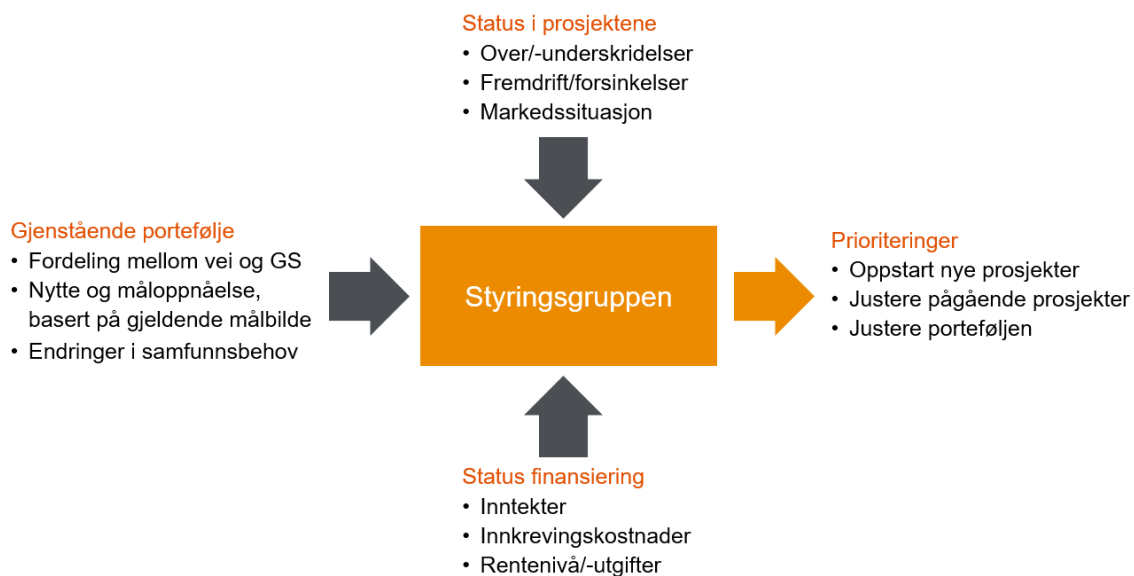 Status i prosjektene
• Over/-underskridelser
• Fremdrift/forsinkelser
• Markedssituasjon
Gjenstående portefølje
• Fordeling mellom vei og GS
• Nytte og måloppnåelse,
basert på gjeldende målbilde
• Endringer i samfunnsbehov
Styringsgruppen
Prioriteringer
• Oppstart nye prosjekter
• Justere pågående prosjekter
• Justere porteføljen
Status finansiering
• Inntekter
• Innkrevingskostnader
• Rentenivå/-utgifter